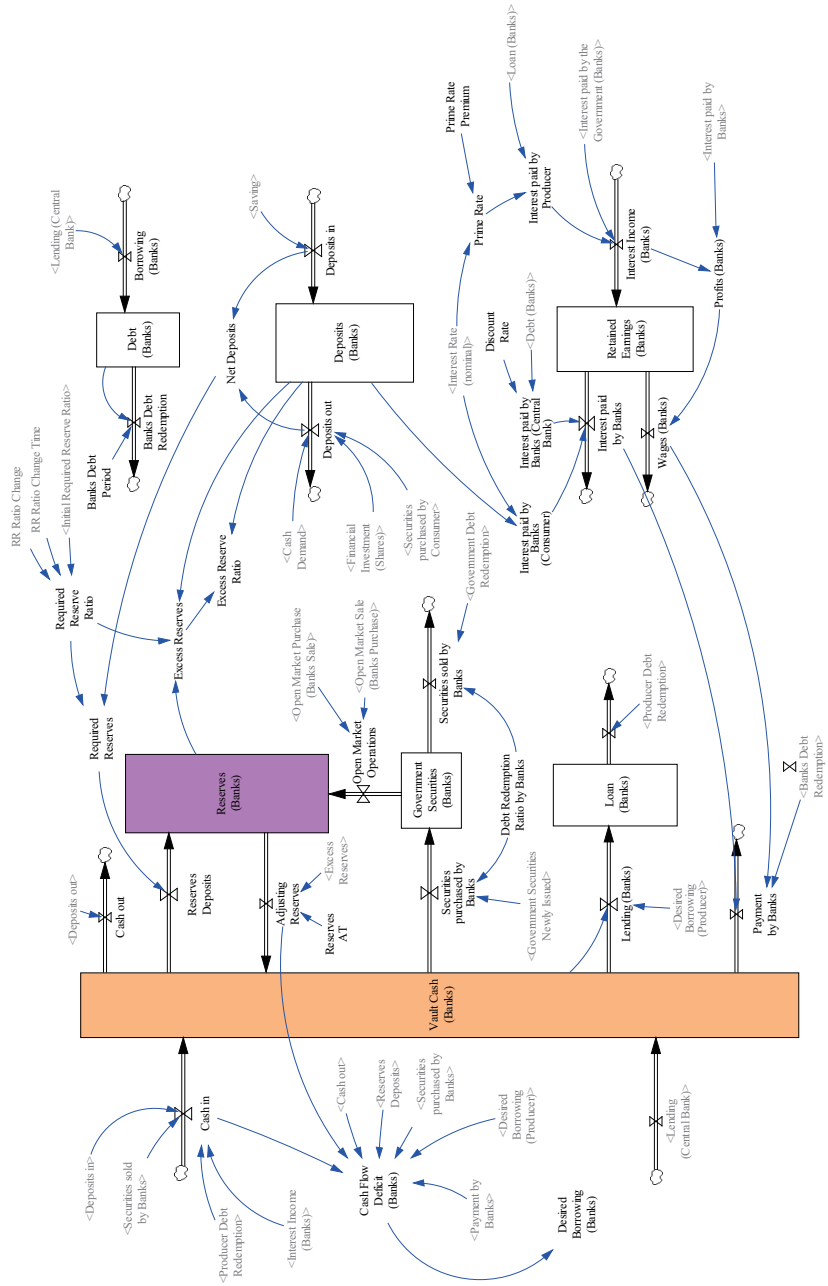 <Deposits in>
<Securities sold
by Banks>
<Producer Debt
Redemption>
<Interest Income
(Banks)>
Cash in
Cash Flow
Deficit
(Banks)
<Cash out>
<Reserves
Deposits>
<Securities
purchased by
Banks>
<Desired
Borrowing
(Producer)>
<Payment by
Banks>
Desired
Borrowing
(Banks)
<Lending
(Central Bank)>
Vault Cash
(Banks)
<Deposits out>
Cash out
Reserves
Deposits
Adjusting
Reserves
Reserves
AT
<Excess
Reserves>
Securities
purchased by
Banks
<Government Securities
Newly Issued>
Lending (Banks)
<Desired
Borrowing
(Producer)>
Payment
by Banks
<Banks Debt
Redemption>
Required
Reserves
Reserves
(Banks)
Open Market
Operations
<Open Market Purchase
(Banks Sale)>
<Open Market Sale
(Banks Purchase)>
Government
Securities
(Banks)
Debt Redemption
Ratio by Banks
Securities sold by
Banks
<Government Debt
Redemption>
Loan
(Banks)
<Producer Debt
Redemption>
RR Ratio Change
RR Ratio Change Time
<Initial Required Reserve Ratio>
Required
Reserve
Ratio
Excess Reserves
Excess Reserve
Ratio
Banks Debt
Period
Banks Debt
Redemption
Debt
(Banks)
Borrowing
(Banks)
<Lending (Central
Bank)>
Net Deposits
<Saving>
Deposits in
Deposits
(Banks)
Deposits out
<Cash
Demand>
<Financial
Investment
(Shares)>
<Securities
purchased by
Consumer>
<Interest Rate
(nominal)>
Prime Rate
Prime Rate
Premium
<Loan (Banks)>
Interest paid by
Producer
Discount
Rate
<Debt (Banks)>
Interest paid by
Banks (Central
Bank)
Interest paid by
Banks
(Consumer)
<Interest paid by the
Government (Banks)>
Interest Income
(Banks)
Retained
Earnings
(Banks)
Interest paid
by Banks
Wages (Banks)
Profits (Banks)
<Interest paid by
Banks>